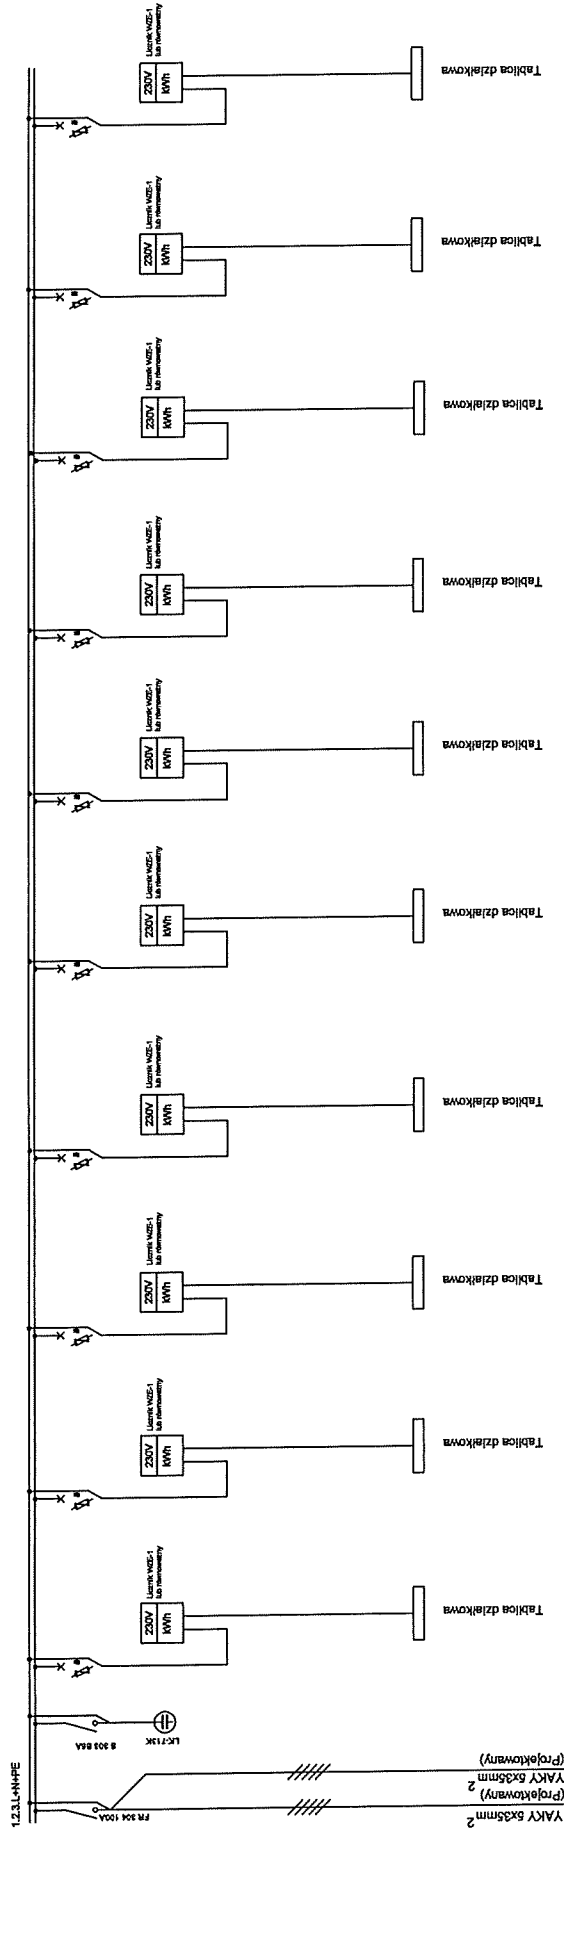 Licznik WZE-1
lub równoważny
230V
kWh
Tablica działkowa
Licznik WZE-1
lub równoważny
230V
kWh
Tablica działkowa
Licznik WZE-1
lub równoważny
230V
kWh
Tablica działkowa
Licznik WZE-1
lub równoważny
230V
kWh
Tablica działkowa
Licznik WZE-1
lub równoważny
230V
kWh
Tablica działkowa
Licznik WZE-1
lub równoważny
230V
kWh
Tablica działkowa
Licznik WZE-1
lub równoważny
230V
kWh
Tablica działkowa
Licznik WZE-1
lub równoważny
230V
kWh
Tablica działkowa
Licznik WZE-1
lub równoważny
230V
kWh
Tablica działkowa
Licznik WZE-1
lub równoważny
230V
kWh
Tablica działkowa
S 303 B6A
LK-713K
1.2.3.L+N+PE
FR 304 100A
YAKY 5x35mm 2
(Projektowany)
YAKY 5x35mm 2
(Projektowany)